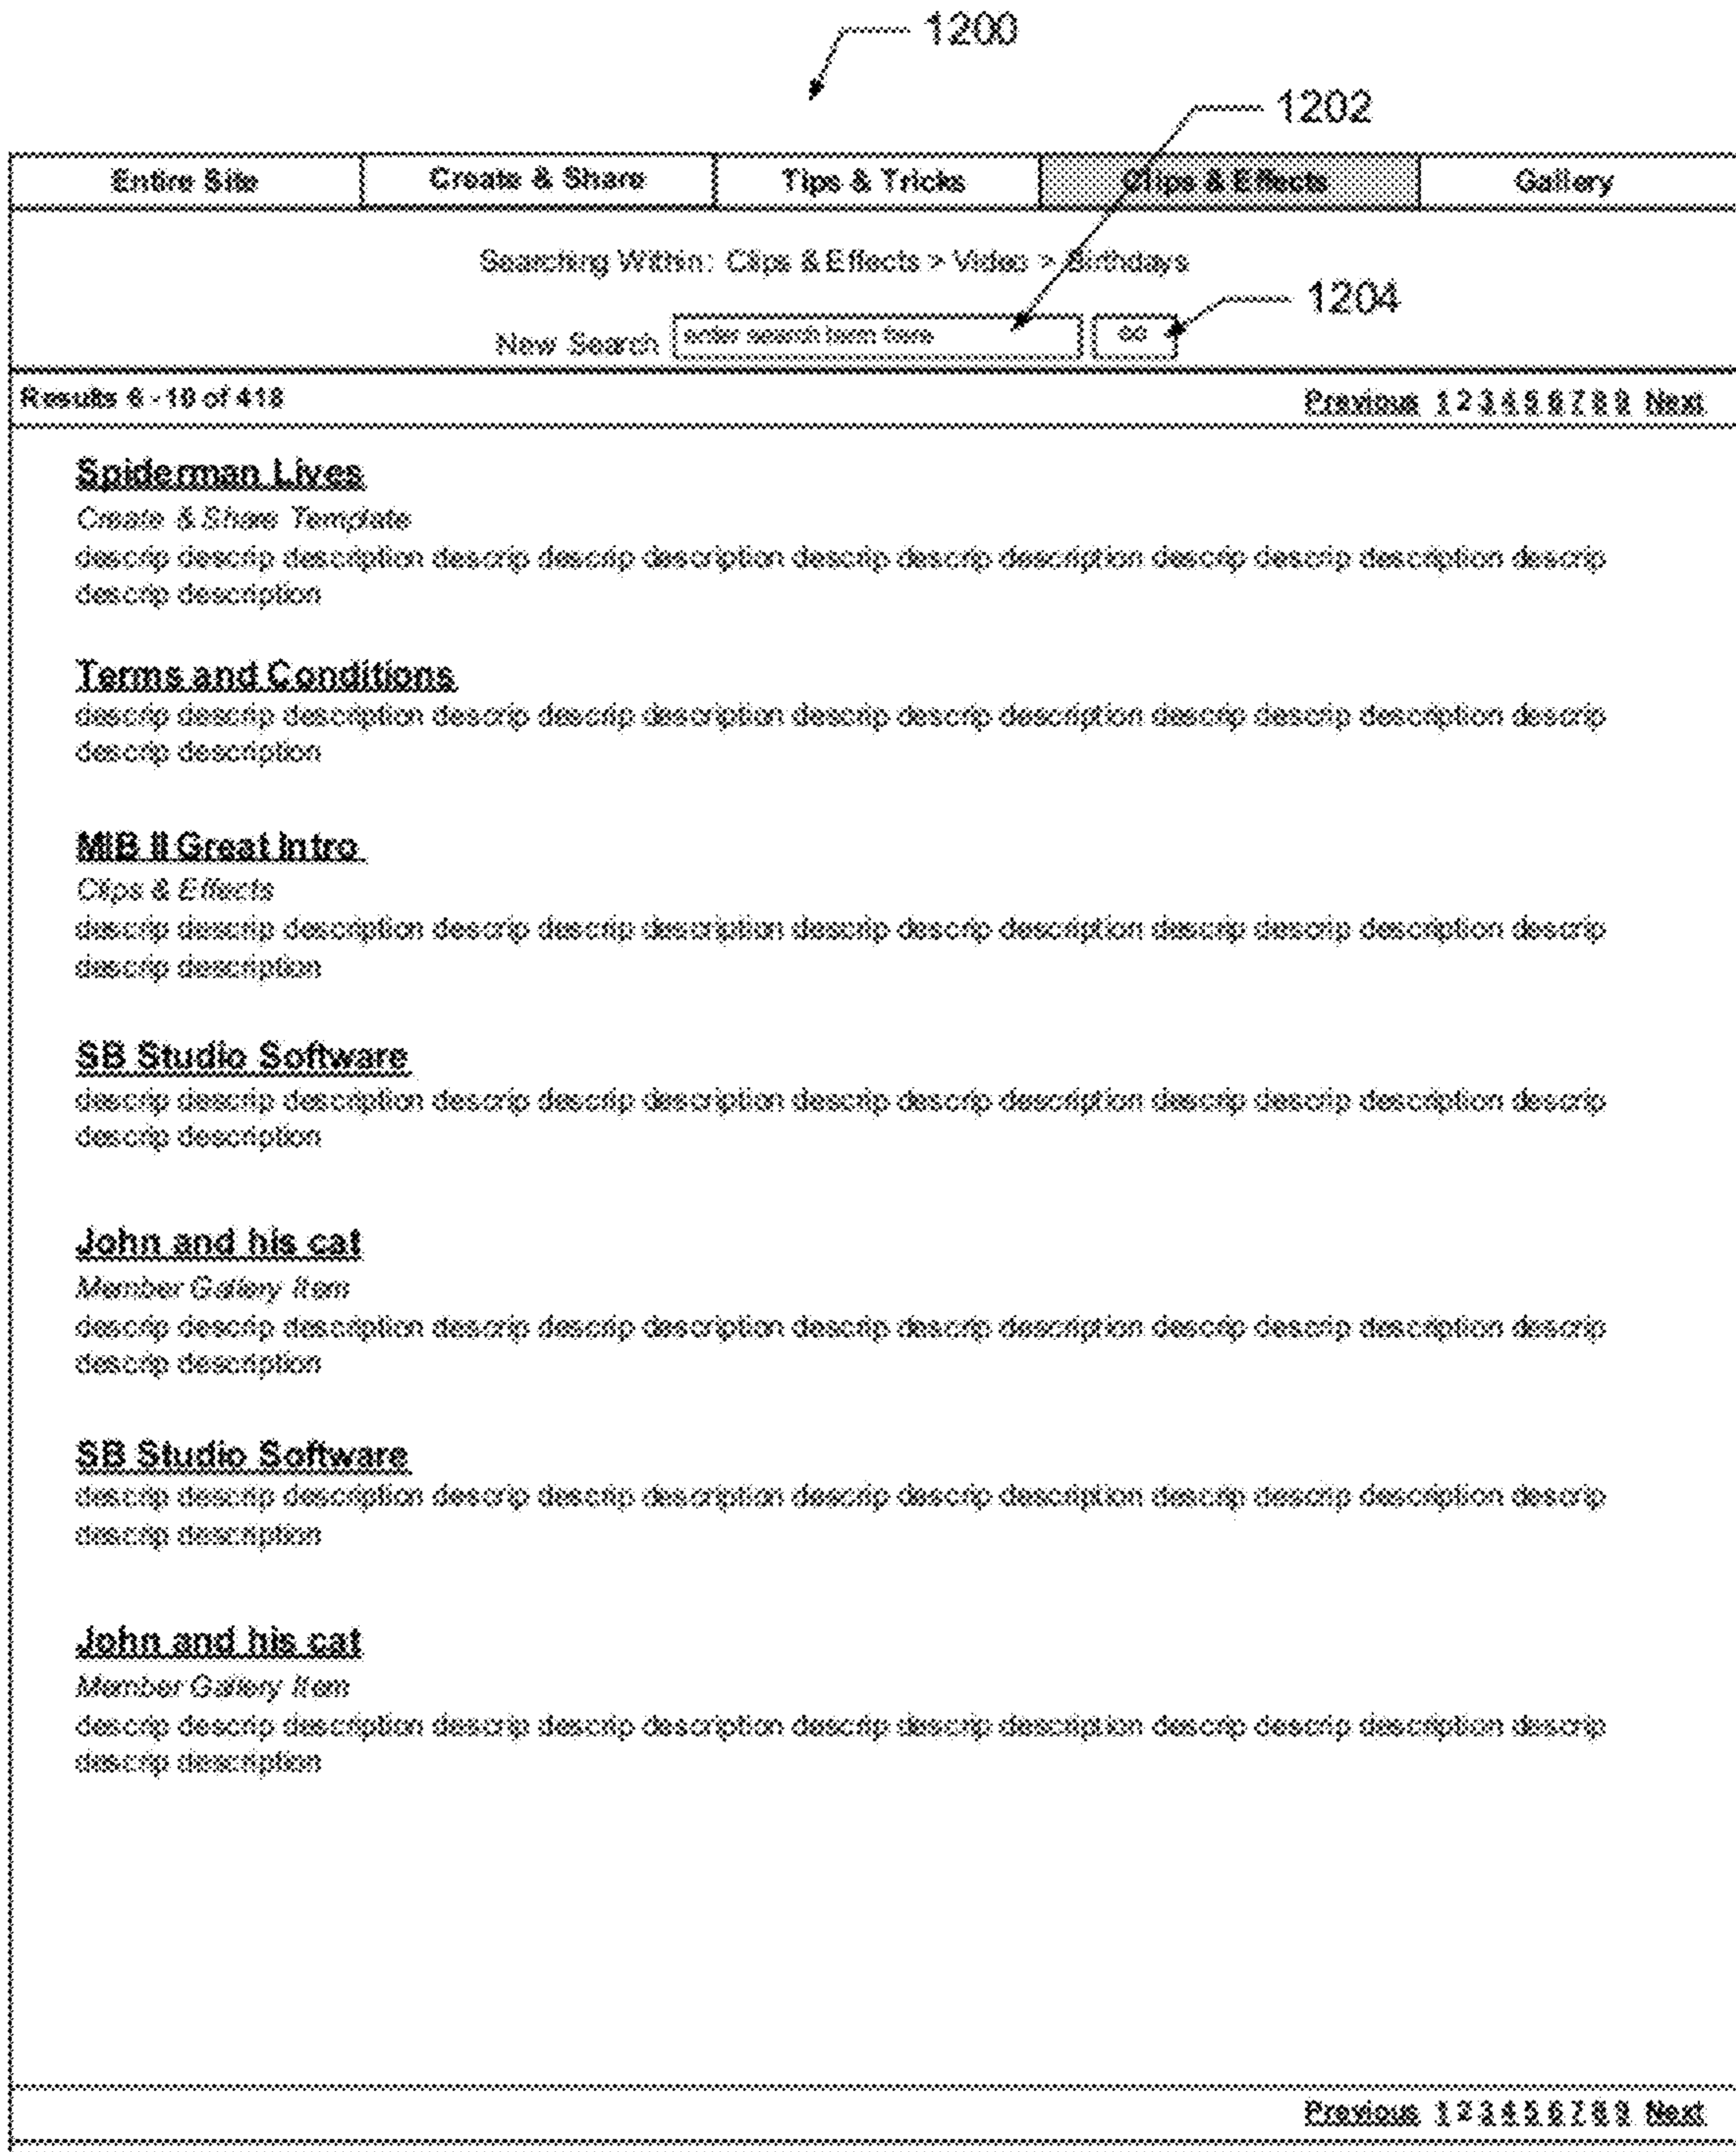 1200
1202
Entire Site Create & Share Tips & Tricks Clips & Effects Gallery
Searching Within: Clips & Effects > Video > Birthdays
1204
New Search enter search term here GO
Results 6 - 10 of 418 Previous 1 2 3 4 5 6 7 8 9 Next
Spiderman Lives
Create & Share Template
descrip descrip description descrip descrip description descrip descrip description descrip descrip description descrip
descrip description
Terms and Conditions
descrip descrip description descrip descrip description descrip descrip description descrip descrip description descrip
descrip description
MIB II Great Intro
Clips & Effects
descrip descrip description descrip descrip description descrip descrip description descrip descrip description descrip
descrip description
SB Studio Software
descrip descrip description descrip descrip description descrip descrip description descrip descrip description descrip
descrip description
John and his cat
Member Gallery Item
descrip descrip description descrip descrip description descrip descrip description descrip descrip description descrip
descrip description
SB Studio Software
descrip descrip description descrip descrip description descrip descrip description descrip descrip description descrip
descrip description
John and his cat
Member Gallery Item
descrip descrip description descrip descrip description descrip descrip description descrip descrip description descrip
descrip description
Previous 1 2 3 4 5 6 7 8 9 Next